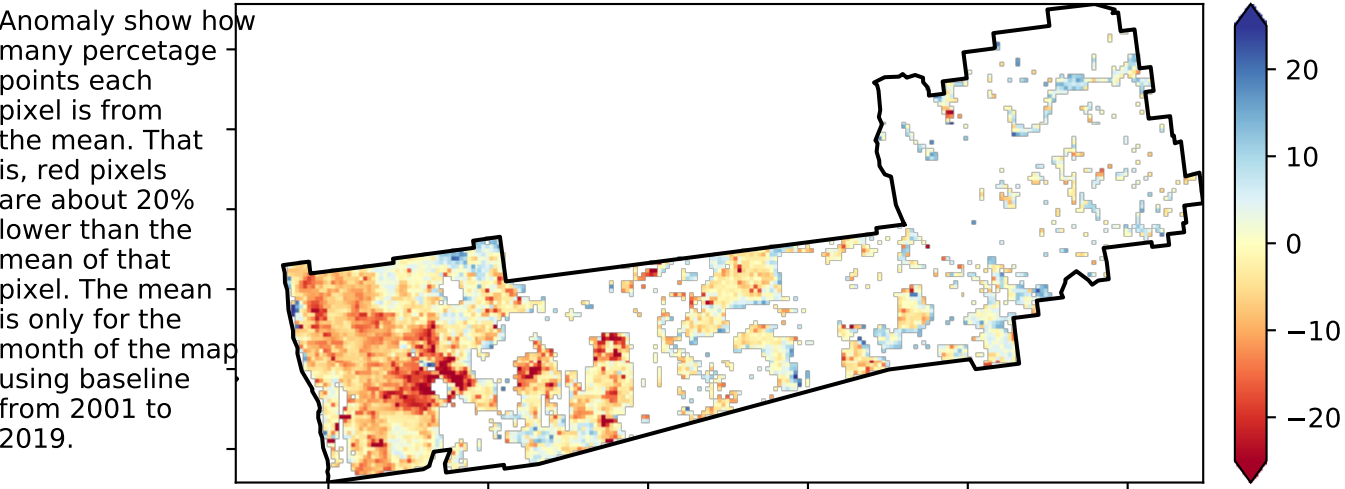 Anomaly show how
many percetage
points each
pixel is from
the mean. That
is, red pixels
are about 20%
lower than the
mean of that
pixel. The mean
is only for the
month of the map
using baseline
from 2001 to
2019.
20
10
0
−10
−20